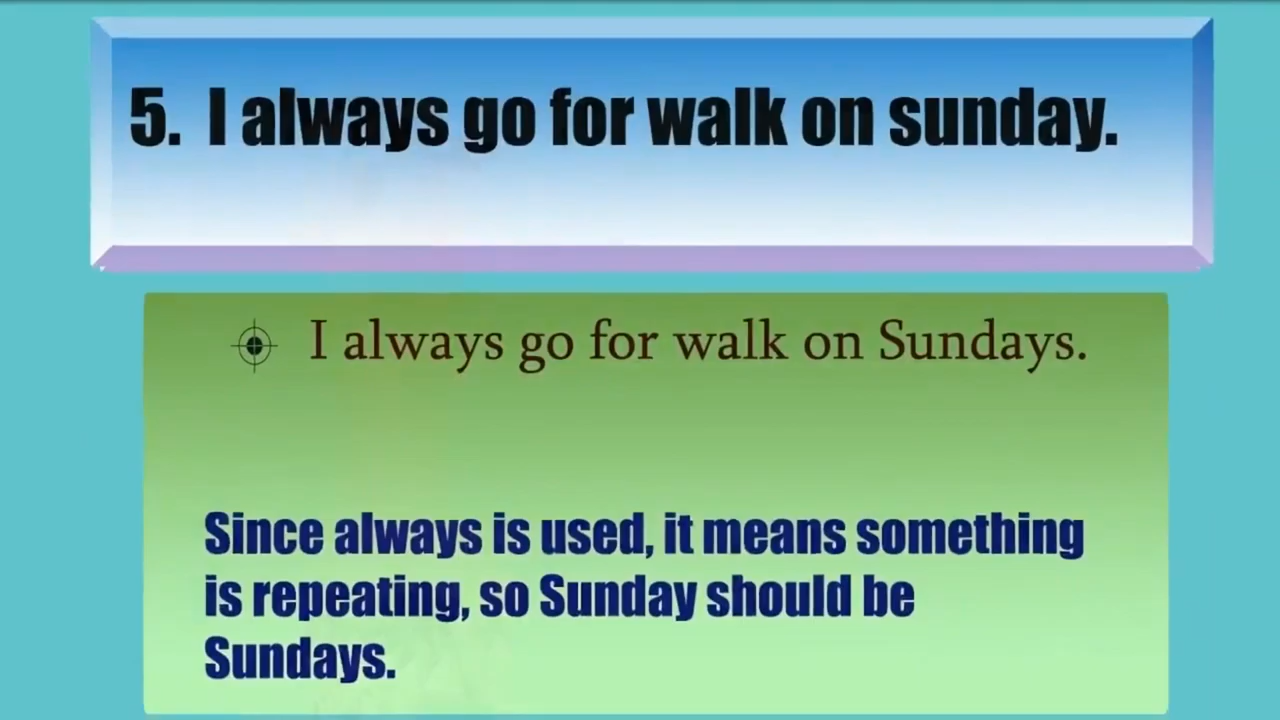 5. I always go for walk on sunday.
I always go for walk on Sundays.
Since always is used, it means something
is repeating, so Sunday should be
Sundays.